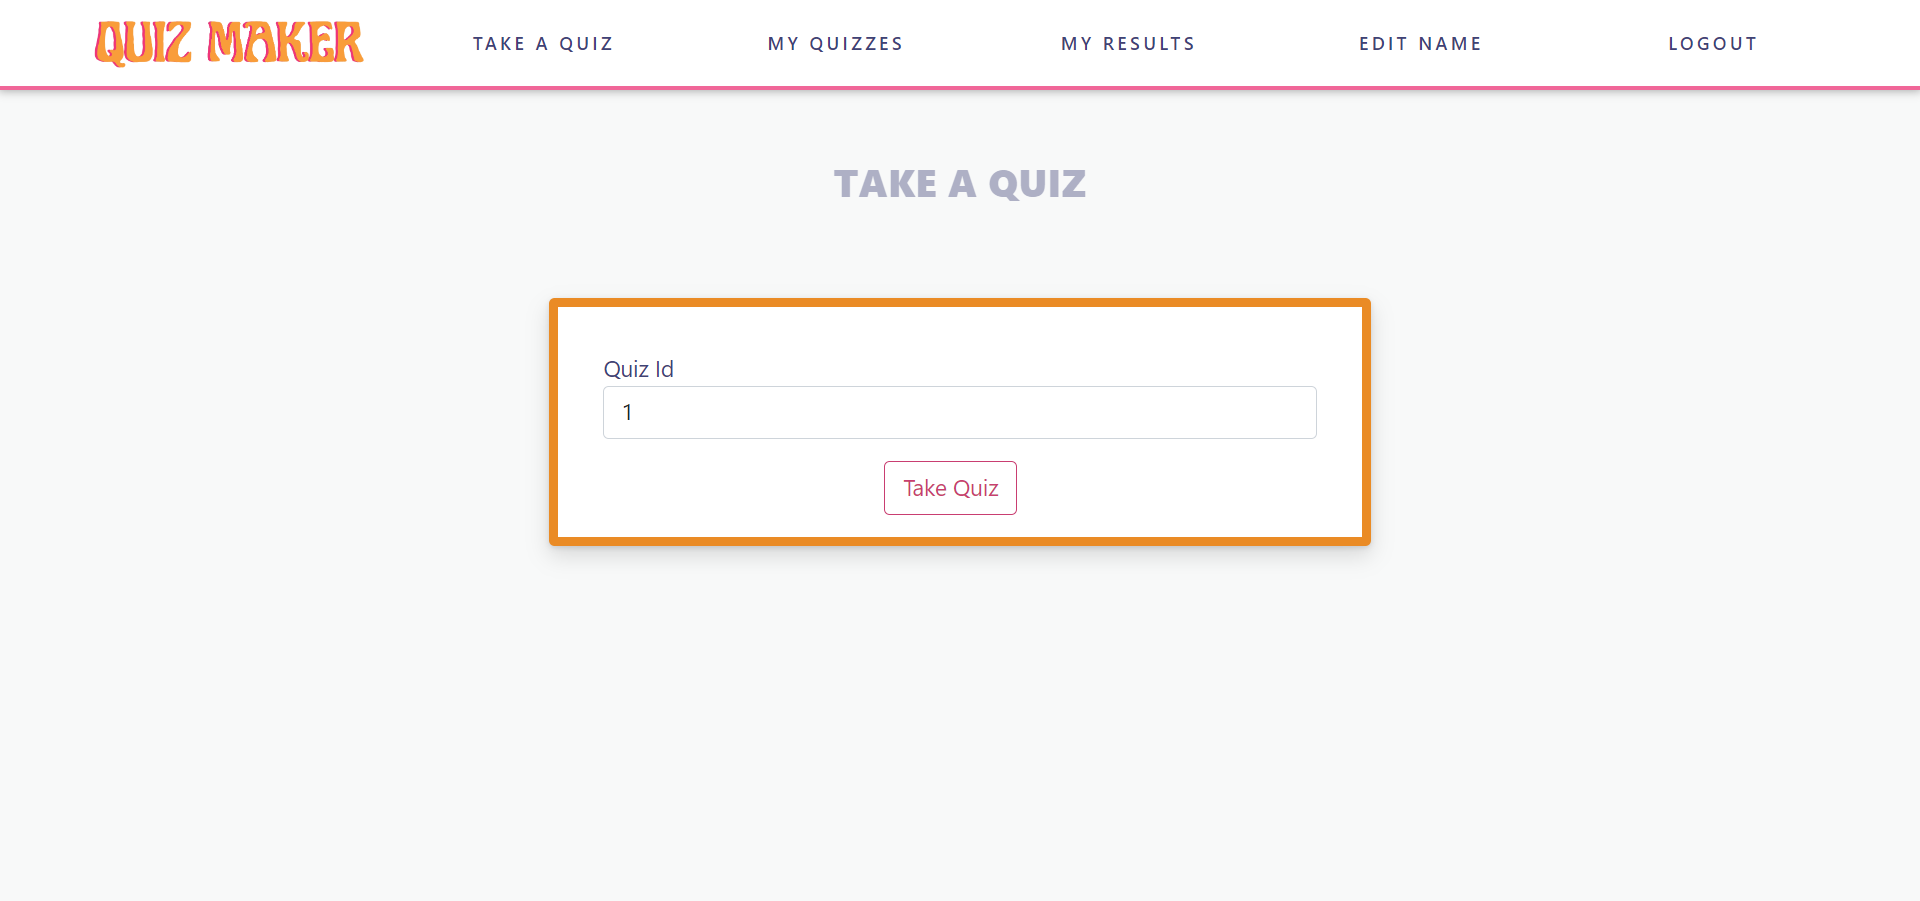 QUIZ MAKER
TAKE A QUIZ
MY QUIZZES
MY RESULTS
EDIT NAME
LOGOUT
TAKE A QUIZ
Quiz Id
1
Take Quiz